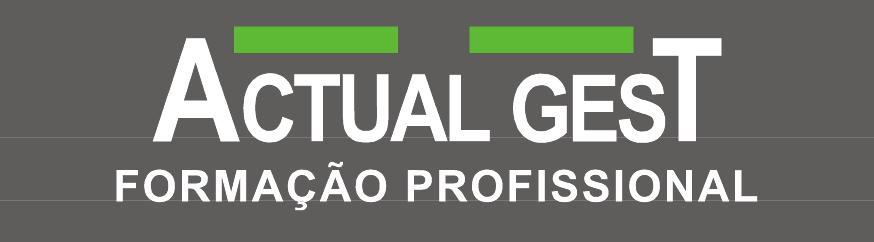 ACTUAL GEST
FORMAÇÃO PROFISSIONAL